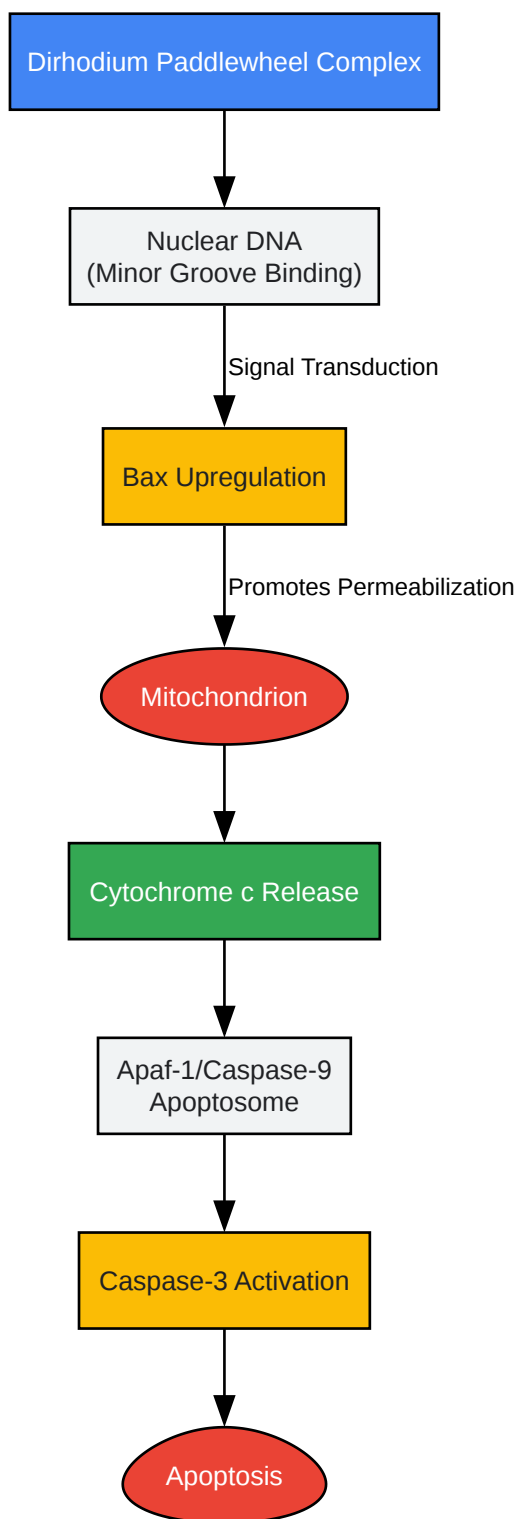 Dirhodium Paddlewheel Complex
Nuclear DNA
(Minor Groove Binding)
Signal Transduction
Bax Upregulation
Promotes Permeabilization
Mitochondrion
Cytochrome c Release
Apaf-1/Caspase-9
Apoptosome
Caspase-3 Activation
Apoptosis